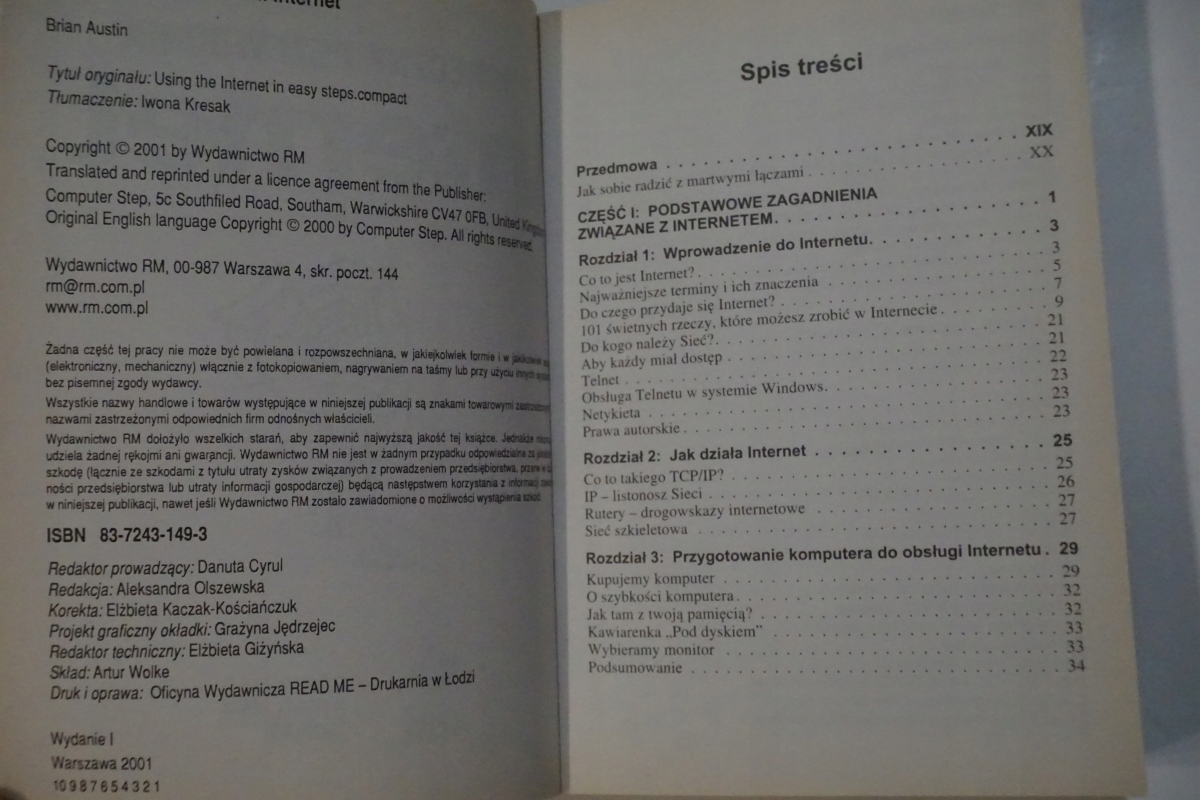 Internet
Brian Austin
Tytuł oryginału: Using the Internet in easy steps.compact
Tłumaczenie: Iwona Kresak
Copyright © 2001 by Wydawnictwo RM
Translated and reprinted under a licence agreement from the Publisher:
Computer Step, 5c Southfiled Road, Southam, Warwickshire CV47 0FB, United
Original English language Copyright © 2000 by Computer Step. All rights reserved.
Wydawnictwo RM, 00-987 Warszawa 4, skr. poczt. 144
rm@rm.com.pl
www.rm.com.pl
Żadna część tej pracy nie może być powielana i rozpowszechniana, w jakiejkolwiek formie i w
(elektroniczny, mechaniczny) włącznie z fotokopiowaniem, nagrywaniem na taśmy lub przy użyciu innych
bez pisemnej zgody wydawcy.
Wszystkie nazwy handlowe i towarów występujące w niniejszej publikacji są znakami towarowymi
nazwami zastrzeżonymi odpowiednich firm odnośnych właścicieli.
Wydawnictwo RM dołożyło wszelkich starań, aby zapewnić najwyższą jakość tej książce. Jednakże
udziela żadnej rękojmi ani gwarancji. Wydawnictwo RM nie jest w żadnym przypadku odpowiedzialne za
szkodę (łącznie ze szkodami z tytułu utraty zysków związanych z prowadzeniem przedsiębiorstwa,
ności przedsiębiorstwa lub utraty informacji gospodarczej) będącą następstwem korzystania z informacji
w niniejszej publikacji, nawet jeśli Wydawnictwo RM zostało zawiadomione o możliwości wystąpienia szkód.
ISBN 83-7243-149-3
Redaktor prowadzący: Danuta Cyrul
Redakcja: Aleksandra Olszewska
Korekta: Elżbieta Kaczak-Kościańczuk
Projekt graficzny okładki: Grażyna Jędrzejec
Redaktor techniczny: Elżbieta Giżyńska
Skład: Artur Wolke
Druk i oprawa: Oficyna Wydawnicza READ ME – Drukarnia w Łodzi
Wydanie I
Warszawa 2001
10 9 8 7 6 5 4 3 2 1
Spis treści
Przedmowa . . . . . . . . . . XIX
Jak sobie radzić z martwymi łączami . . . . . . . . . . XX
CZĘŚĆ I: PODSTAWOWE ZAGADNIENIA
ZWIĄZANE Z INTERNETEM. . . . . . . . . . 1
Rozdział 1: Wprowadzenie do Internetu. . . . . . . . . . 3
Co to jest Internet? . . . . . . . . . . 3
Najważniejsze terminy i ich znaczenia . . . . . . . . . . 5
Do czego przydaje się Internet? . . . . . . . . . . 7
101 świetnych rzeczy, które możesz zrobić w Internecie . . . . . . . . . . 9
Do kogo należy Sieć?. . . . . . . . . . 21
Aby każdy miał dostęp . . . . . . . . . . 21
Telnet . . . . . . . . . . 22
Obsługa Telnetu w systemie Windows. . . . . . . . . . 23
Netykieta . . . . . . . . . . 23
Prawa autorskie . . . . . . . . . . 23
Rozdział 2: Jak działa Internet . . . . . . . . . . 25
Co to takiego TCP/IP? . . . . . . . . . . 25
IP – listonosz Sieci . . . . . . . . . . 26
Rutery – drogowskazy internetowe . . . . . . . . . . 27
Sieć szkieletowa . . . . . . . . . . 27
Rozdział 3: Przygotowanie komputera do obsługi Internetu . 29
Kupujemy komputer . . . . . . . . . . 29
O szybkości komputera. . . . . . . . . . 32
Jak tam z twoją pamięcią? . . . . . . . . . . 32
Kawiarenka „Pod dyskiem” . . . . . . . . . . 33
Wybieramy monitor . . . . . . . . . . 33
Podsumowanie . . . . . . . . . . 34